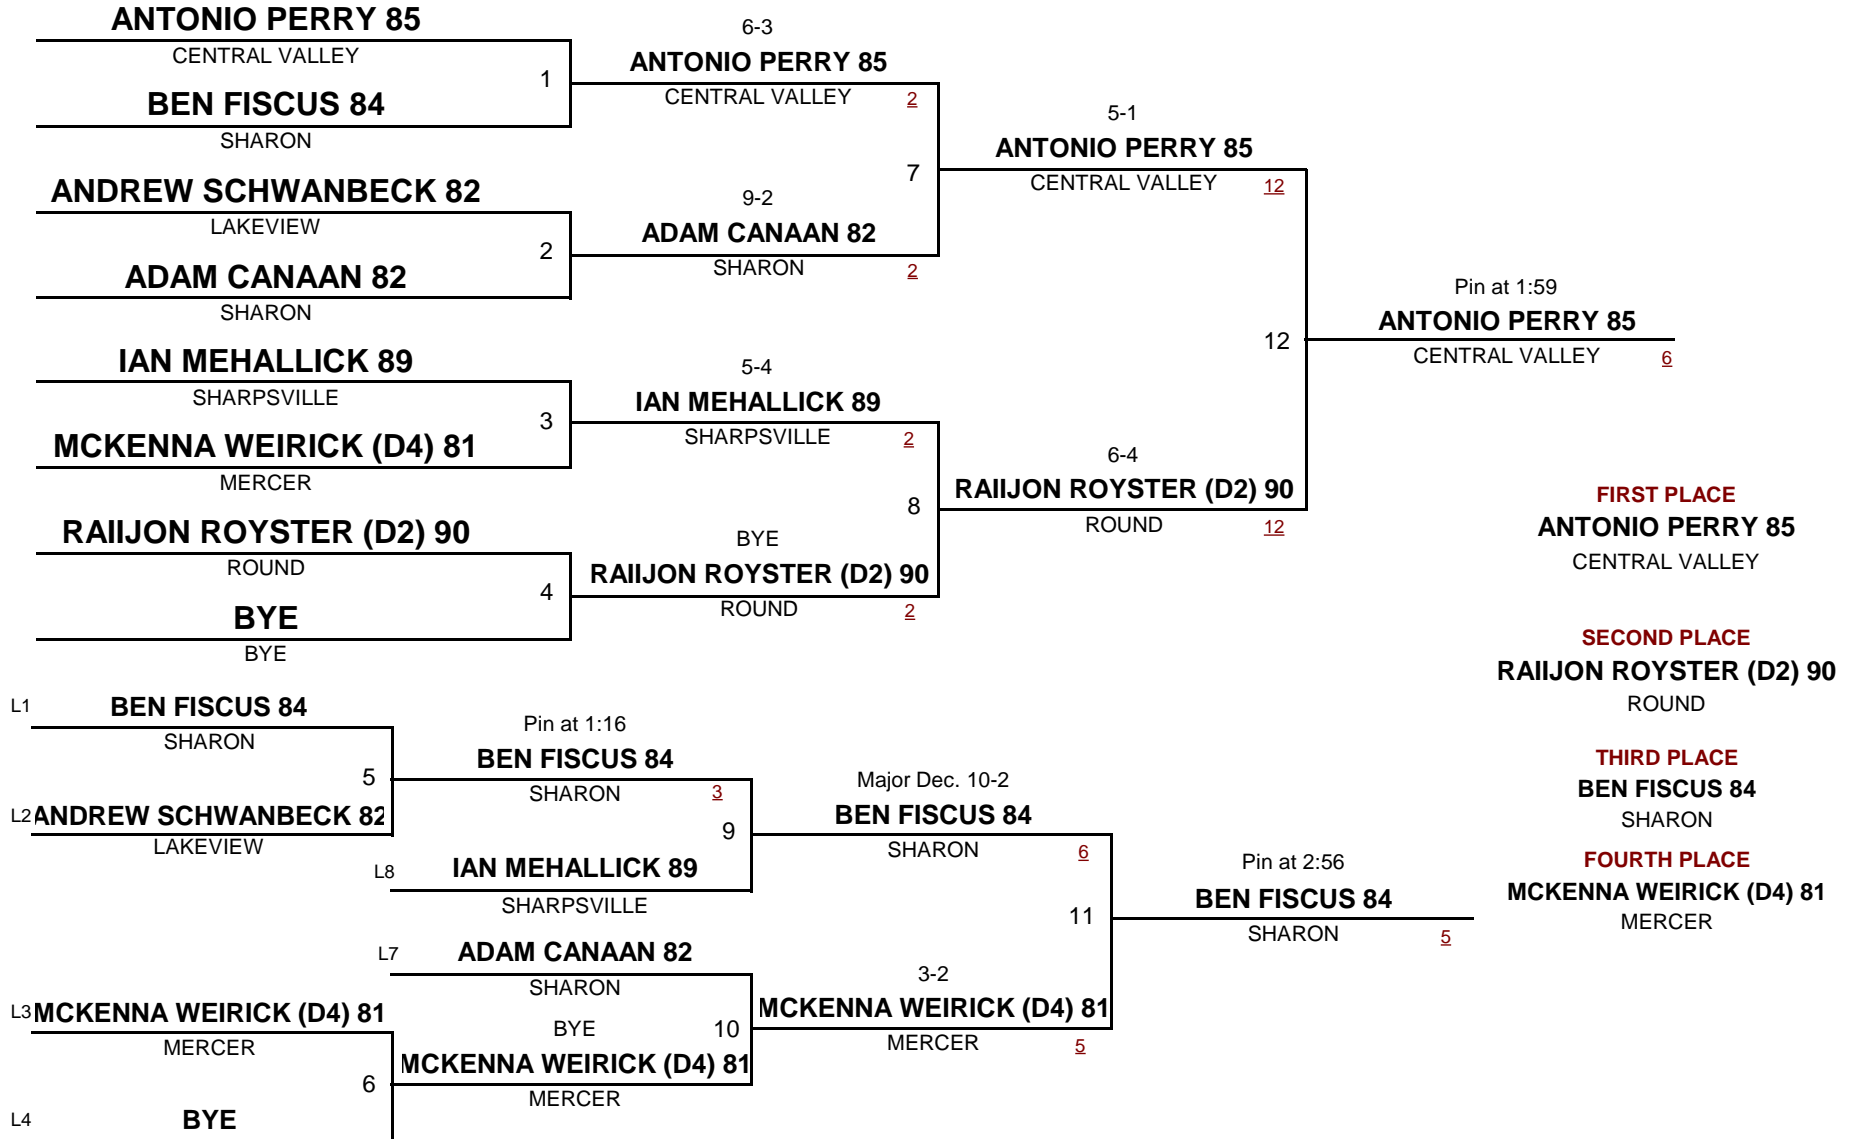 ANTONIO PERRY 85
CENTRAL VALLEY
1
BEN FISCUS 84
SHARON
ANDREW SCHWANBECK 82
LAKEVIEW
2
ADAM CANAAN 82
SHARON
IAN MEHALLICK 89
SHARPSVILLE
3
MCKENNA WEIRICK (D4) 81
MERCER
RAIIJON ROYSTER (D2) 90
ROUND
4
BYE
BYE
6-3
ANTONIO PERRY 85
CENTRAL VALLEY 2
7
9-2
ADAM CANAAN 82
SHARON 2
5-4
IAN MEHALLICK 89
SHARPSVILLE 2
8
BYE
RAIIJON ROYSTER (D2) 90
ROUND 2
5-1
ANTONIO PERRY 85
CENTRAL VALLEY 12
12
6-4
RAIIJON ROYSTER (D2) 90
ROUND 12
Pin at 1:59
ANTONIO PERRY 85
CENTRAL VALLEY 6
FIRST PLACE
ANTONIO PERRY 85
CENTRAL VALLEY
SECOND PLACE
RAIIJON ROYSTER (D2) 90
ROUND
THIRD PLACE
BEN FISCUS 84
SHARON
FOURTH PLACE
MCKENNA WEIRICK (D4) 81
MERCER
L1 BEN FISCUS 84
SHARON
5
L2 ANDREW SCHWANBECK 82
LAKEVIEW
Pin at 1:16
BEN FISCUS 84
SHARON 3
9
L8 IAN MEHALLICK 89
SHARPSVILLE
L7 ADAM CANAAN 82
SHARON
10
BYE
MCKENNA WEIRICK (D4) 81
MERCER
L3 MCKENNA WEIRICK (D4) 81
MERCER
6
L4 BYE
Major Dec. 10-2
BEN FISCUS 84
SHARON 6
11
3-2
MCKENNA WEIRICK (D4) 81
MERCER 5
Pin at 2:56
BEN FISCUS 84
SHARON 5